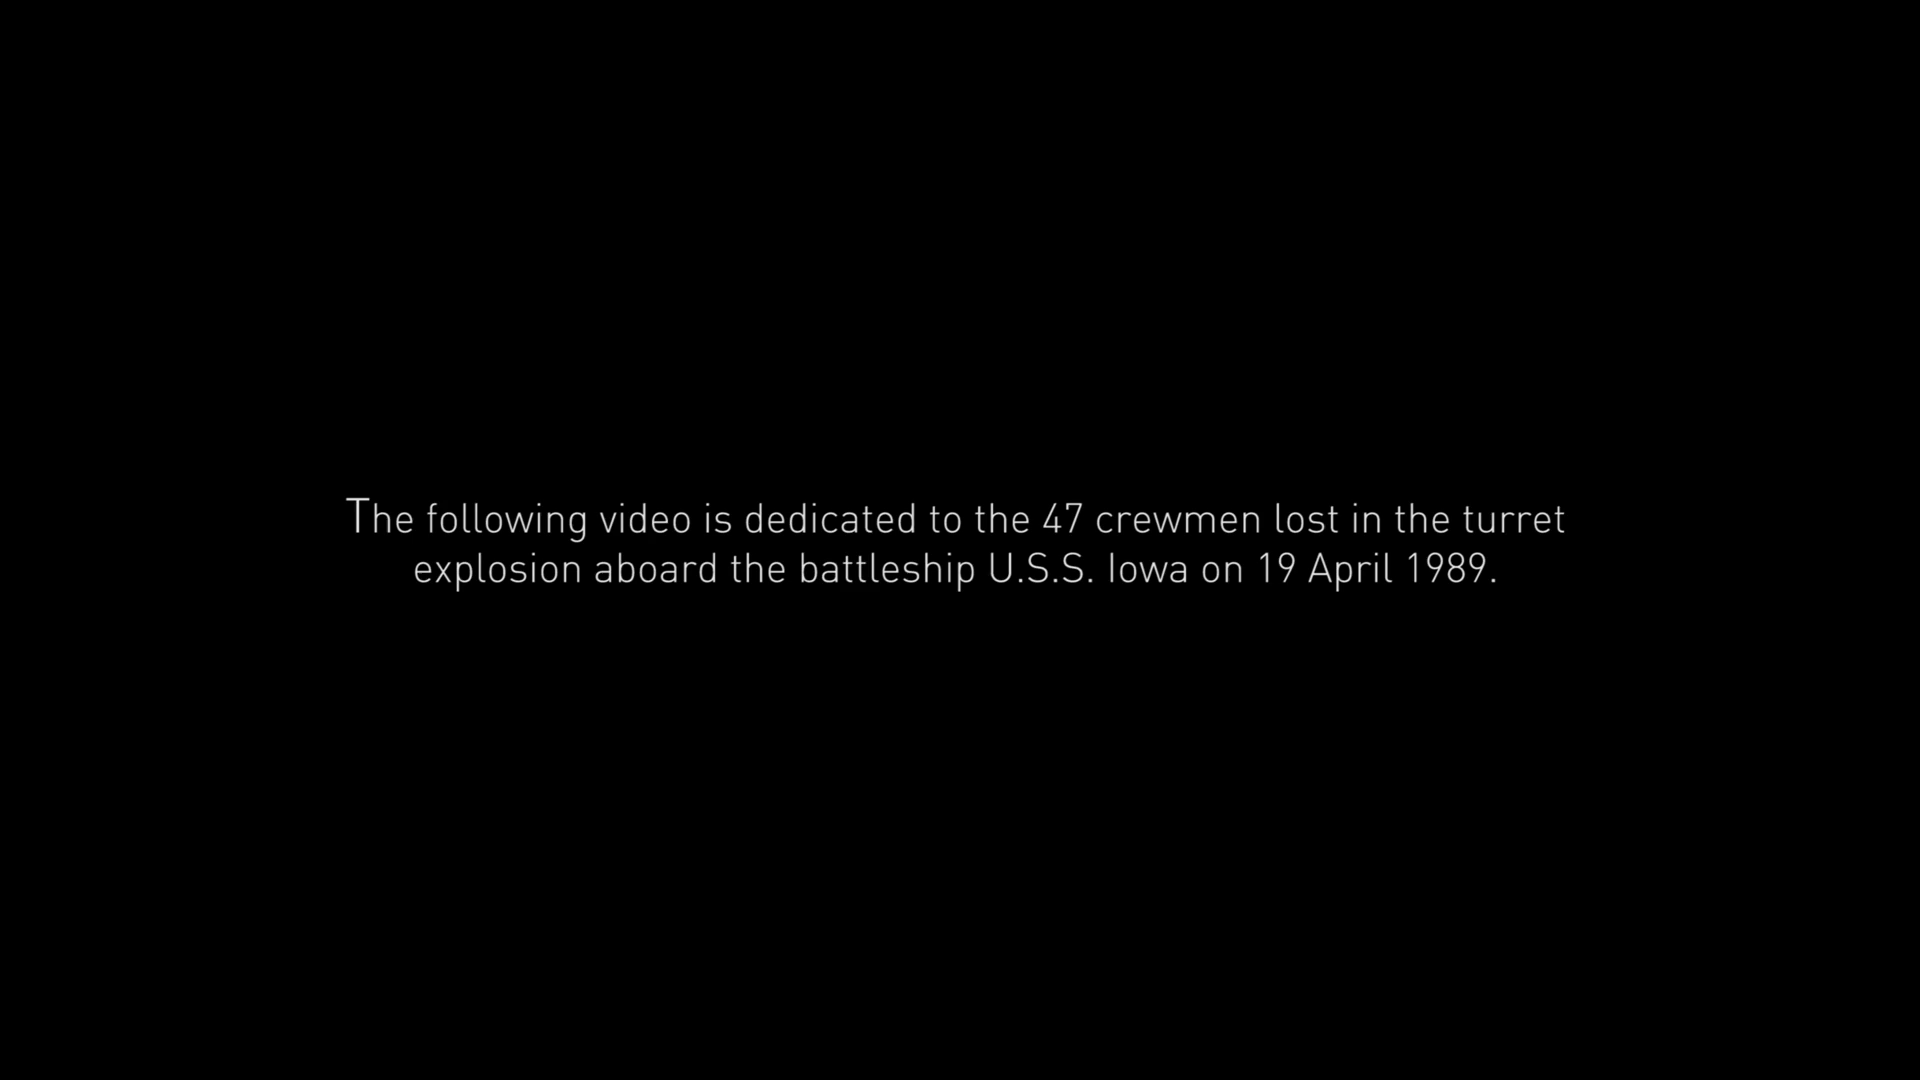 The following video is dedicated to the 47 crewmen lost in the turret
explosion aboard the battleship U.S.S. Iowa on 19 April 1989.